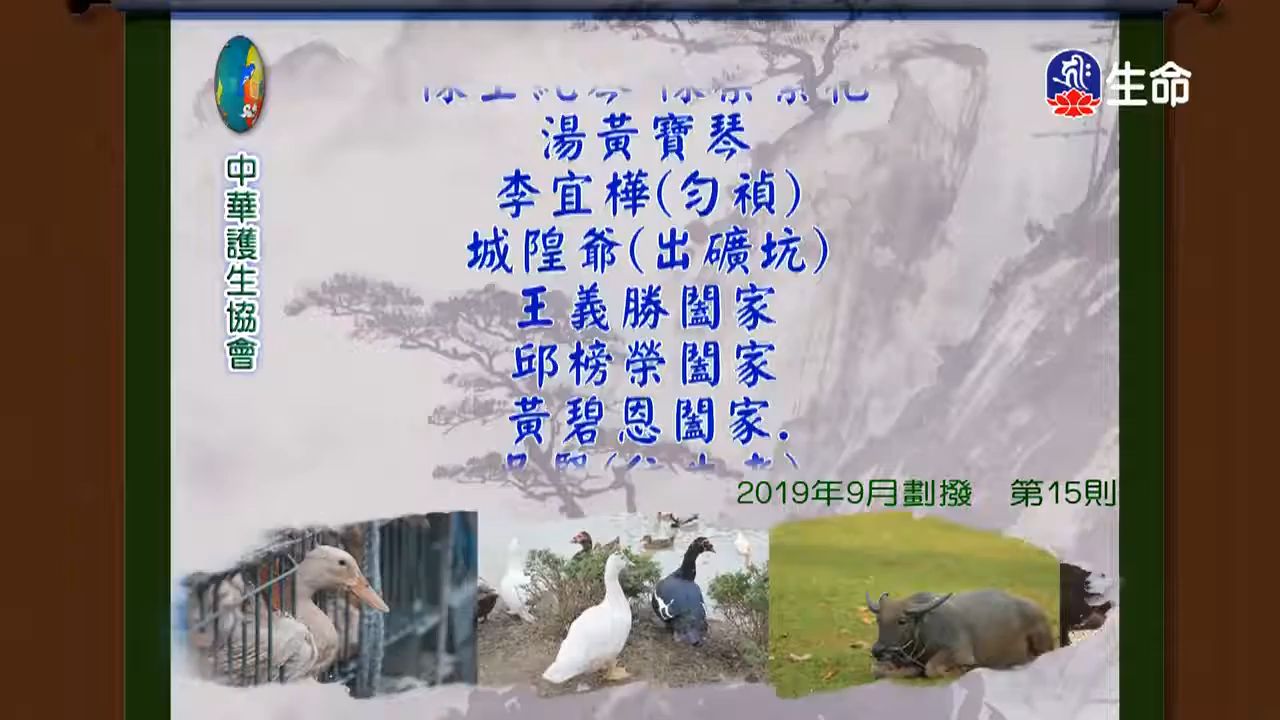 生命
中華護生協會
湯黃寶琴
李宜樺(勻禎)
城隍爺(出礦坑)
王義勝闔家
邱榜榮闔家
黃碧恩闔家.
2019年9月劃撥 第15則